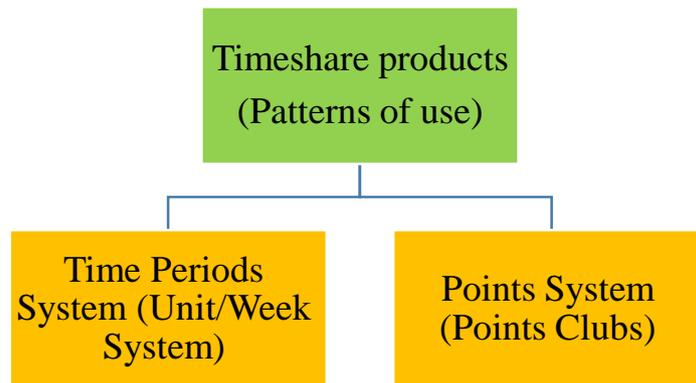 Timeshare products
(Patterns of use)
Time Periods
System (Unit/Week
System)
Points System
(Points Clubs)